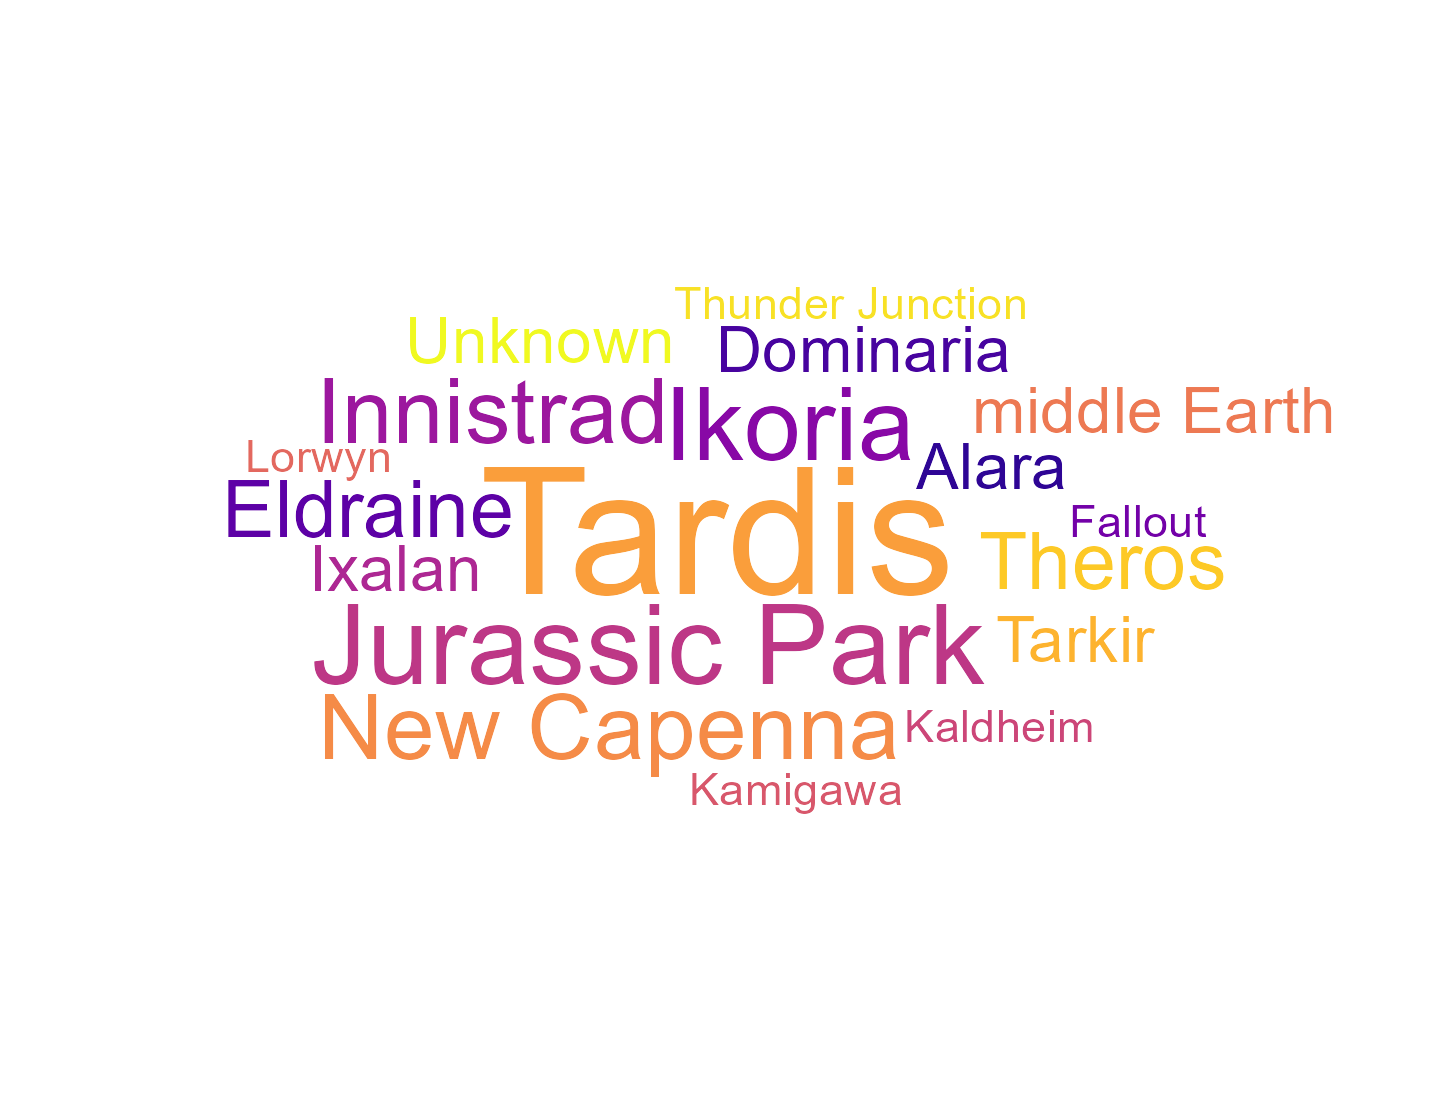 Thunder Junction
Unknown
Dominaria
Innistrad
Ikoria
middle Earth
Lorwyn
Alara
Eldraine
Tardis
Fallout
Ixalan
Theros
Jurassic Park
Tarkir
New Capenna
Kaldheim
Kamigawa